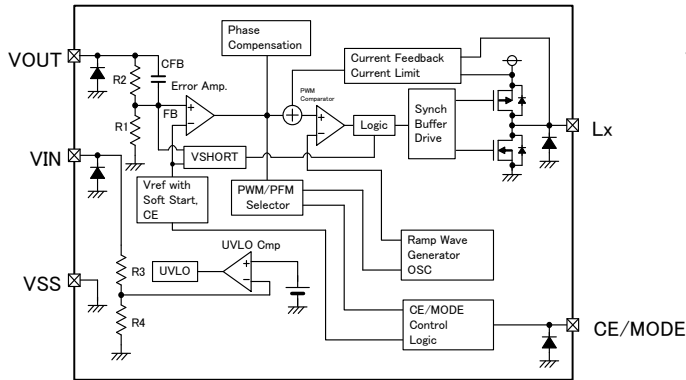 Phase
Compensation
VOUT
CFB
R2
Error Amp.
Current Feedback
Current Limit
PWM
Comparator
FB
+
−
+
+
−
R1
Logic
Synch
Buffer
Drive
Lx
VIN
VSHORT
Vref with
Soft Start,
CE
PWM/PFM
Selector
UVLO Cmp
Ramp Wave
Generator
OSC
R3
UVLO
+
−
VSS
R4
CE/MODE
Control
Logic
CE/MODE